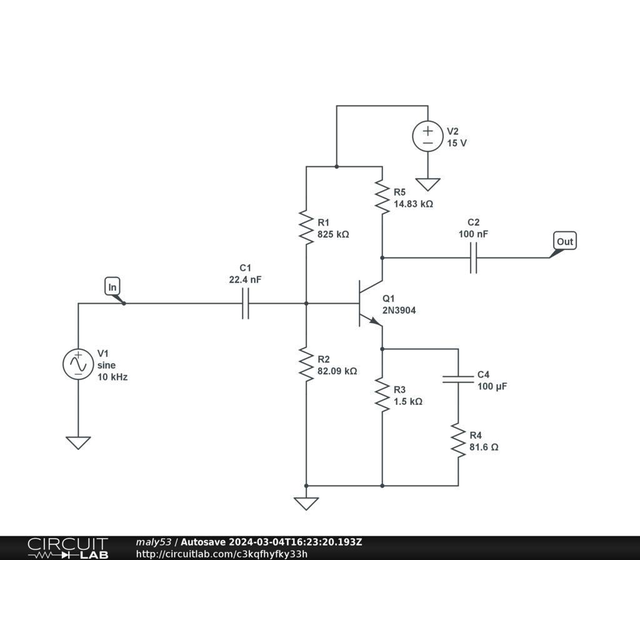 V2
15 V
R5
14.83 kΩ
R1
825 kΩ
C2
100 nF
Out
C1
22.4 nF
In
Q1
2N3904
V1
sine
10 kHz
R2
82.09 kΩ
R3
1.5 kΩ
C4
100 µF
R4
81.6 Ω
CIRCUIT
LAB
maly53 / Autosave 2024-03-04T16:23:20.193Z
http://circuitlab.com/c3kqfhyfky33h